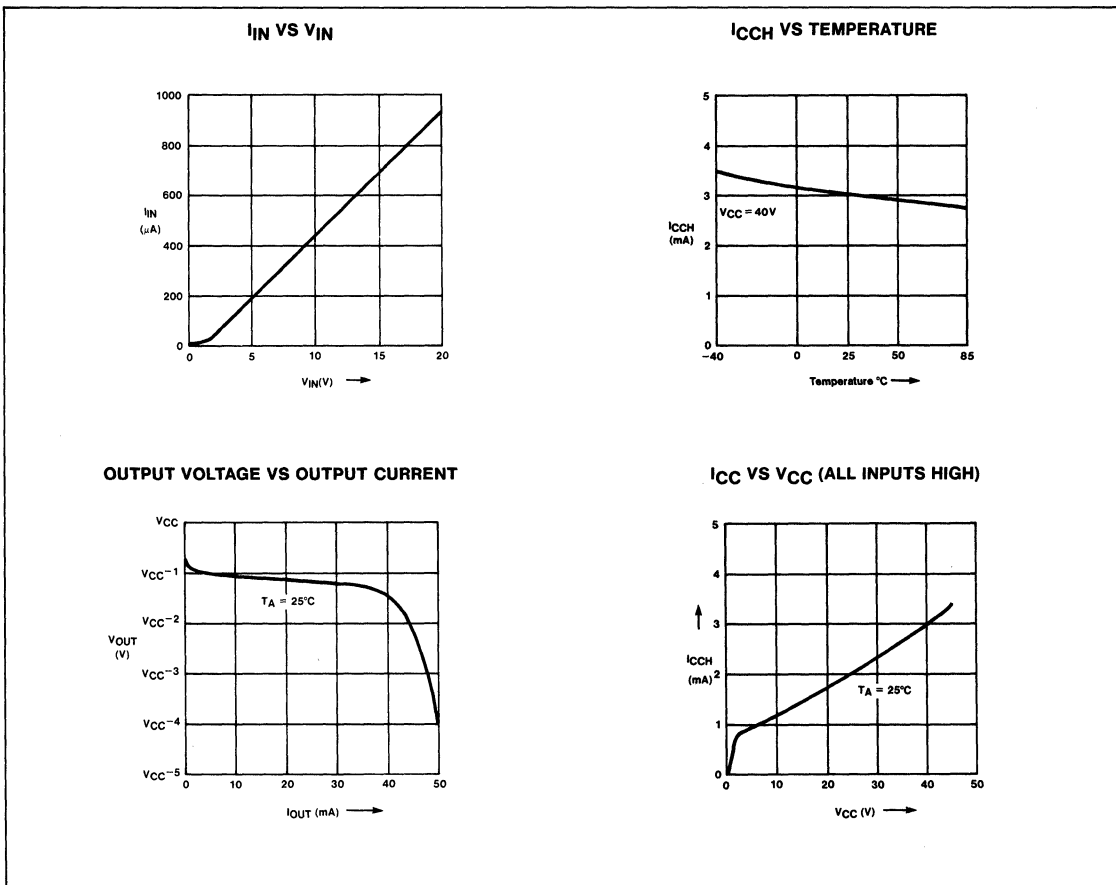 IIN VS VIN
1000
800
600
400
200
0
IIN
(μA)
0 5 10 15 20
VIN(V)
ICCH VS TEMPERATURE
5
4
3
2
1
0
VCC = 40V
ICCH
(mA)
−40 0 25 50 85
Temperature °C
OUTPUT VOLTAGE VS OUTPUT CURRENT
VCC
VCC−1
VCC−2
VCC−3
VCC−4
VCC−5
TA = 25°C
VOUT
(V)
0 10 20 30 40 50
IOUT (mA)
ICC VS VCC (ALL INPUTS HIGH)
5
4
3
2
1
0
ICCH
(mA)
TA = 25°C
0 10 20 30 40 50
VCC (V)